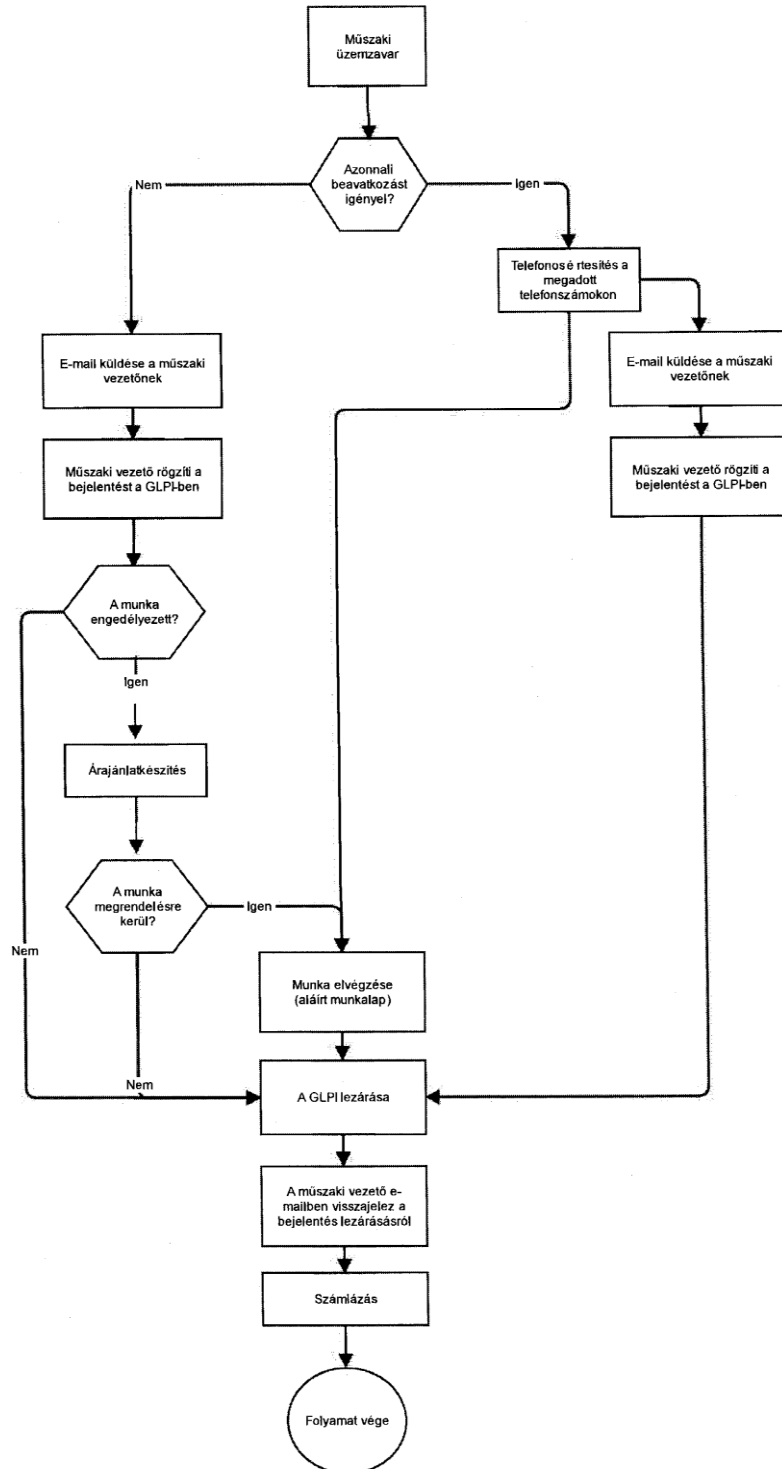 Műszaki
üzemzavar
Azonnali
beavatkozást
igényel?
Nem
Igen
Telefonosé rtesítés a
megadott
telefonszámokon
E-mail küldése a műszaki
vezetőnek
E-mail küldése a műszaki
vezetőnek
Műszaki vezető rögzíti a
bejelentést a GLPI-ben
Műszaki vezető rögzíti a
bejelentést a GLPI-ben
A munka
engedélyezett?
Igen
Árajánlatkészítés
A munka
megrendelésre
kerül?
Igen
Nem
Munka elvégzése
(aláírt munkalap)
Nem
A GLPI lezárása
A műszaki vezető e-
mailben visszajelez a
bejelentés lezárásásról
Számlázás
Folyamat vége